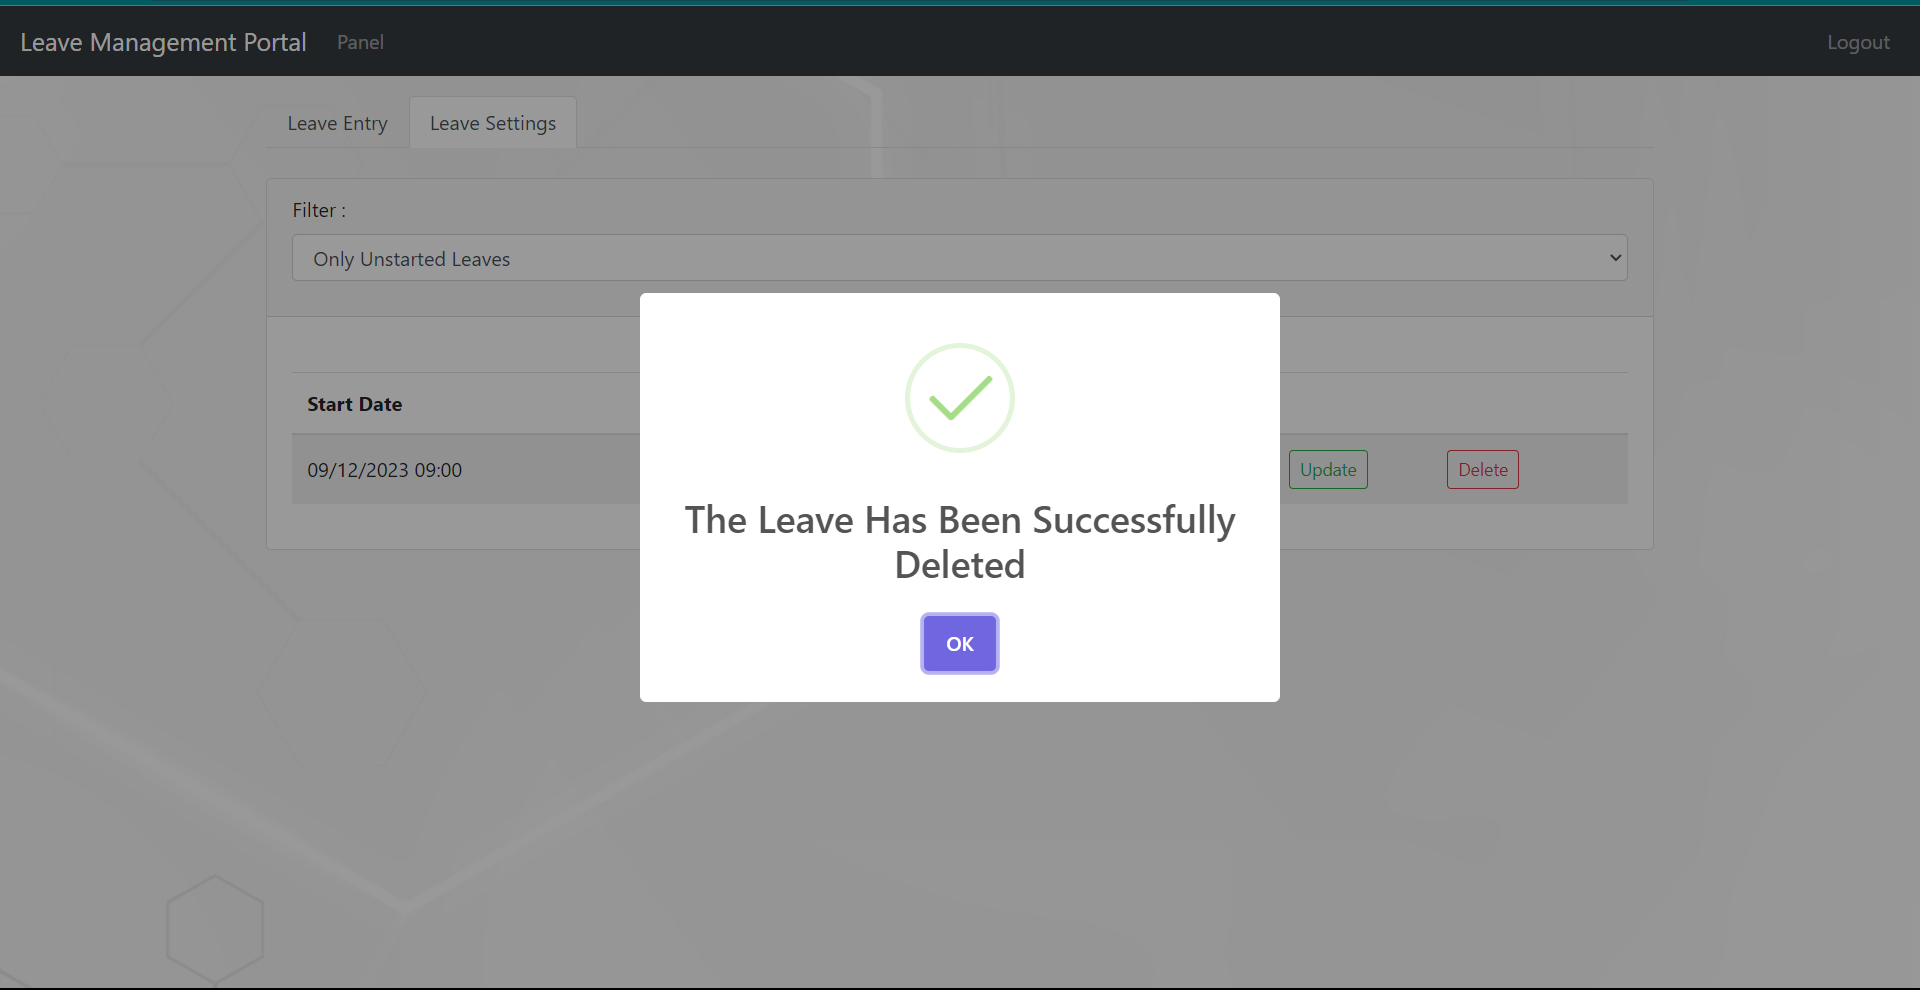 Leave Management Portal Panel Logout
Leave Entry Leave Settings
Filter :
Only Unstarted Leaves
Start Date
09/12/2023 09:00 Update Delete
The Leave Has Been Successfully
Deleted
OK